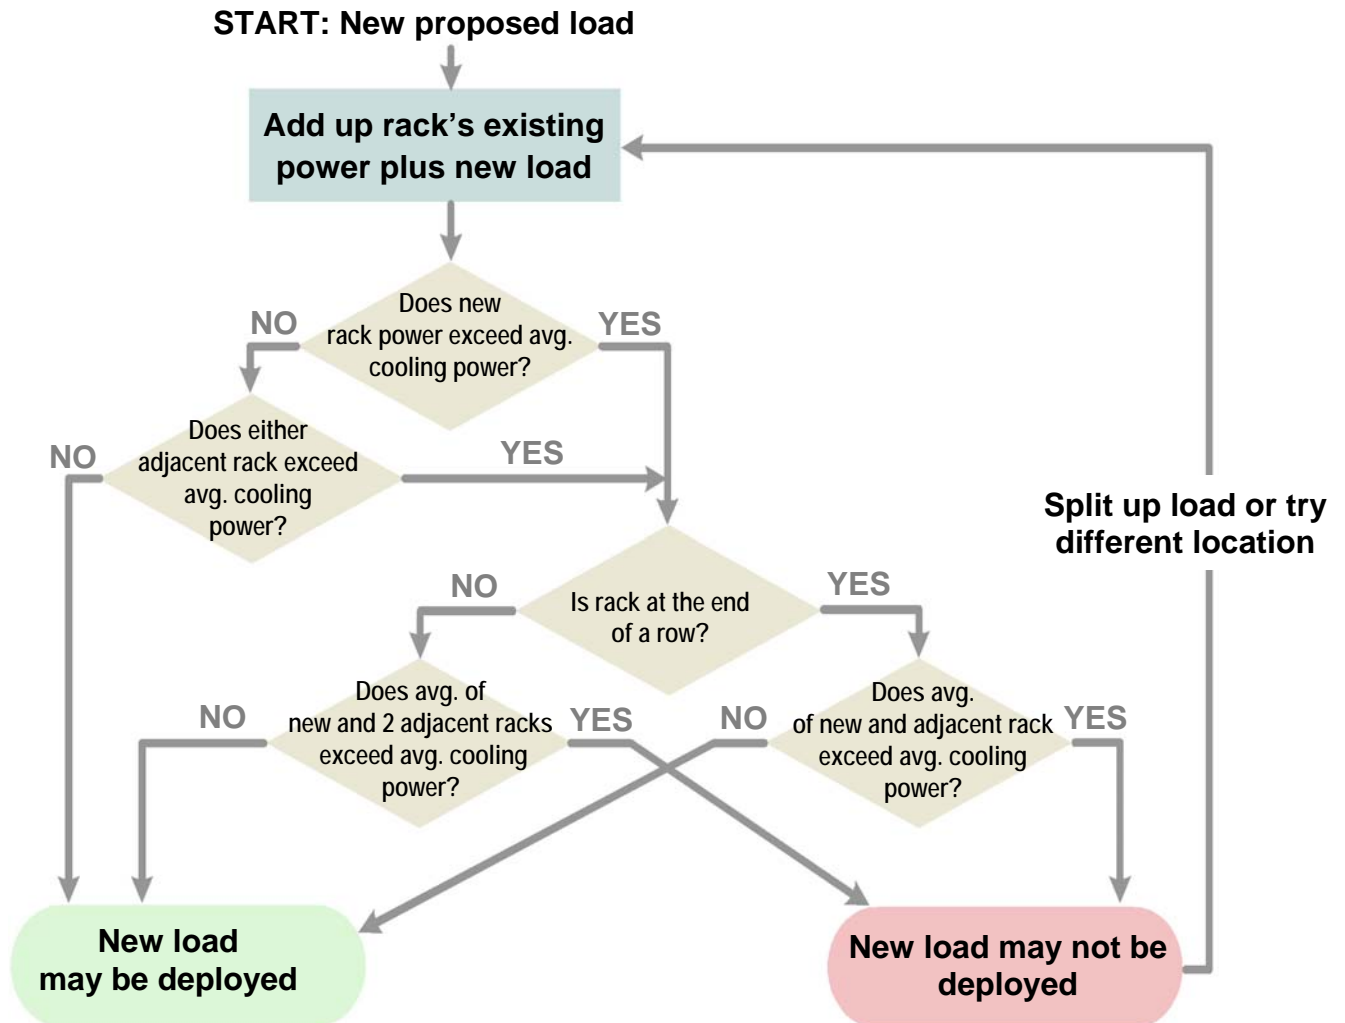 START: New proposed load
Add up rack's existing
power plus new load
Does new
rack power exceed avg.
cooling power?
NO
YES
Does either
adjacent rack exceed
avg. cooling
power?
NO
YES
Split up load or try
different location
Is rack at the end
of a row?
NO
YES
Does avg. of
new and 2 adjacent racks
exceed avg. cooling
power?
NO
YES
Does avg.
of new and adjacent rack
exceed avg. cooling
power?
NO
YES
New load
may be deployed
New load may not be
deployed